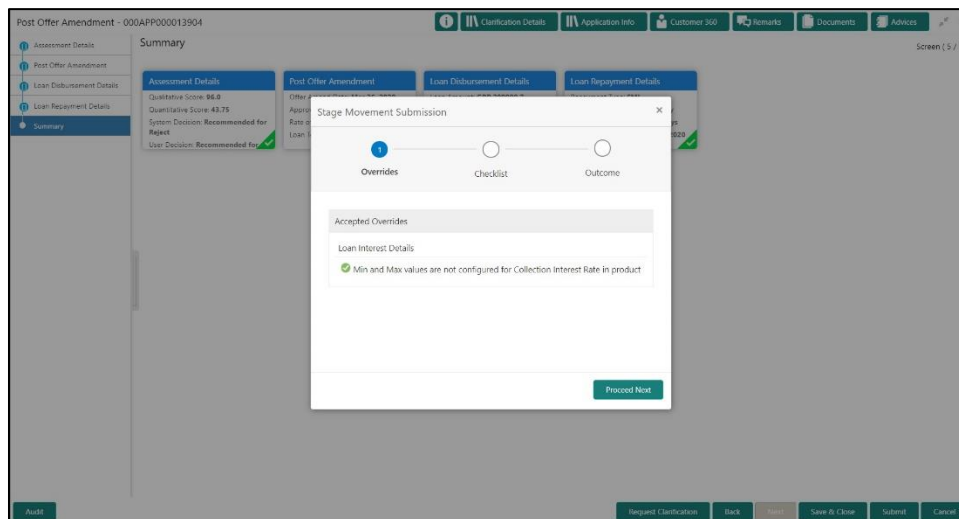 Post Offer Amendment - 000APP000013904
Clarification Details
Application Info
Customer 360
Remarks
Documents
Advices
Assessment Details
Post Offer Amendment
Loan Disbursement Details
Loan Repayment Details
Summary
Summary
Screen ( 5 /
Assessment Details
Qualitative Score: 96.0
Quantitative Score: 43.75
System Decision: Recommended for
Reject
User Decision: Recommended for
Post Offer Amendment
Loan Disbursement Details
Loan Repayment Details
Stage Movement Submission
×
1
Overrides
Checklist
Outcome
Accepted Overrides
Loan Interest Details
Min and Max values are not configured for Collection Interest Rate in product
Proceed Next
Audit
Request Clarification
Back
Next
Save & Close
Submit
Cancel